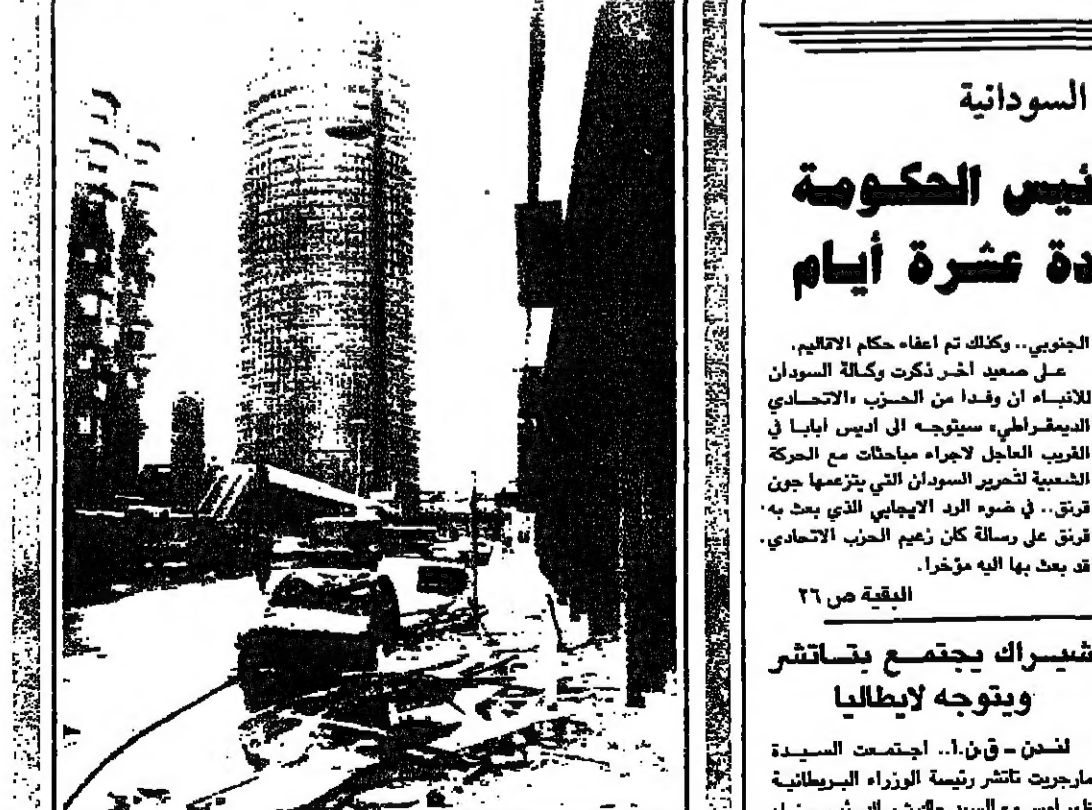 السودانية
الحكومة
عشرة أيام
الجنوبي.. وكذلك تم اعفاء حكام الاقاليم.
على صعيد آخر ذكرت وكالة السودان
للانباء ان وفدا من الحزب «الاتحادي
الديمقراطي» سيتوجه الى اديس ابابا في
القريب العاجل لاجراء مباحثات مع الحركة
الشعبية لتحرير السودان التي يتزعمها جون
قرنق.. في ضوء الرد الايجابي الذي بعث به
قرنق على رسالة كان زعيم الحزب الاتحادي.
قد بعث بها اليه مؤخرا.
البقية ص ٢٦
شيراك يجتمع بتاتشر
ويتوجه لايطاليا
لندن - ق.ن.ا.. اجتمعت السيدة
مارجريت تاتشر رئيسة الوزراء البريطانية